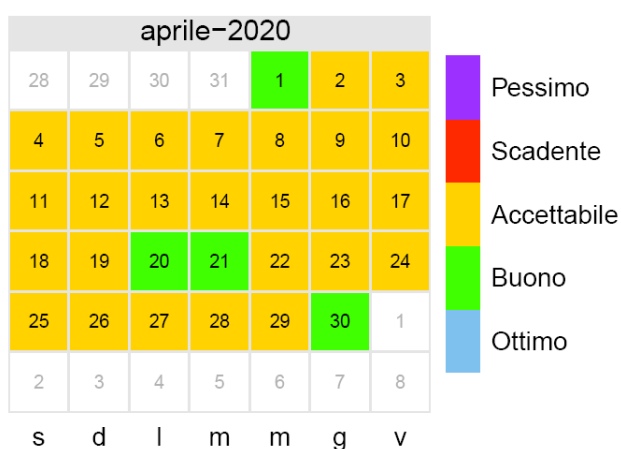 aprile−2020
28 29 30 31 1 2 3
4 5 6 7 8 9 10
11 12 13 14 15 16 17
18 19 20 21 22 23 24
25 26 27 28 29 30 1
2 3 4 5 6 7 8
s d l m m g v
Pessimo
Scadente
Accettabile
Buono
Ottimo